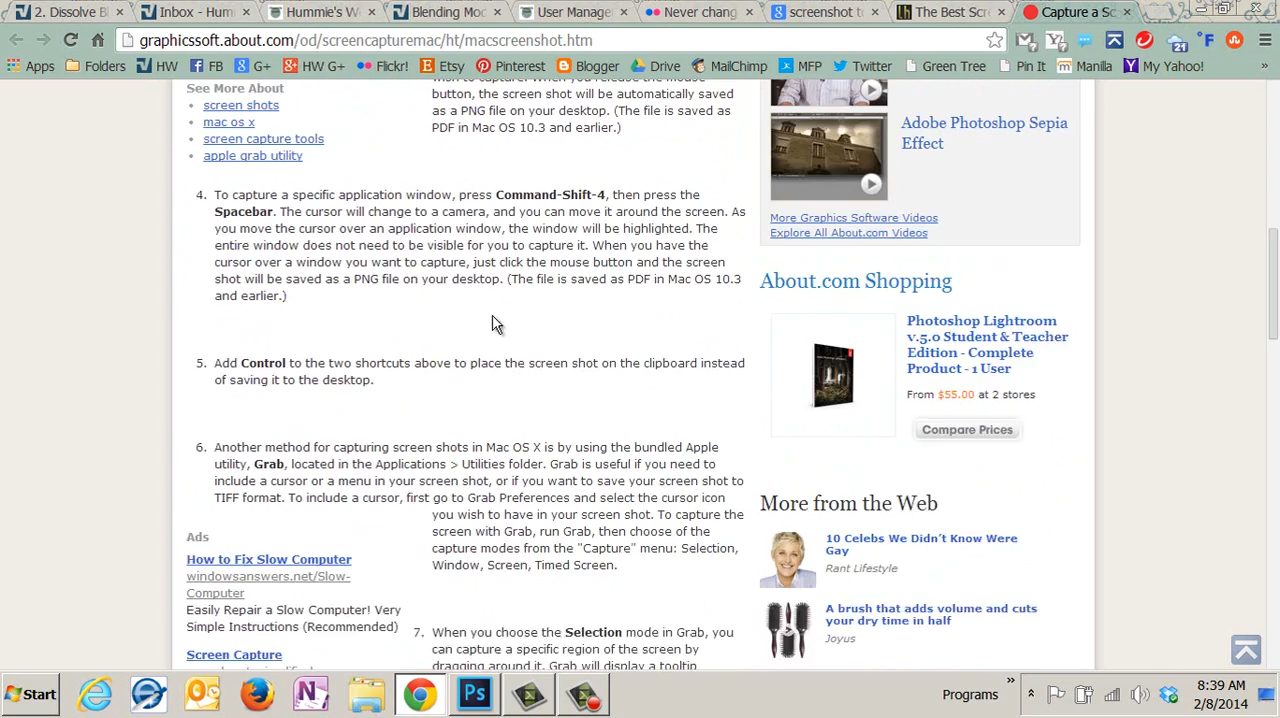 2. Dissolve B
Inbox - Hum
Hummie's W
Blending Mo
User Manage
Never chang
screenshot t
The Best Scr
Capture a Sc
graphicssoft.about.com/od/screencapturemac/ht/macscreenshot.htm
Apps
Folders
HW
FB
G+
HW G+
Flickr!
Etsy
Pinterest
Blogger
Drive
MailChimp
MFP
Twitter
Green Tree
Pin It
Manila
My Yahoo!
See More About
screen shots
mac os x
screen capture tools
apple grab utility
button, the screen shot will be automatically saved
as a PNG file on your desktop. (The file is saved as
PDF in Mac OS 10.3 and earlier.)
4. To capture a specific application window, press Command-Shift-4, then press the
Spacebar. The cursor will change to a camera, and you can move it around the screen. As
you move the cursor over an application window, the window will be highlighted. The
entire window does not need to be visible for you to capture it. When you have the
cursor over a window you want to capture, just click the mouse button and the screen
shot will be saved as a PNG file on your desktop. (The file is saved as PDF in Mac OS 10.3
and earlier.)
5. Add Control to the two shortcuts above to place the screen shot on the clipboard instead
of saving it to the desktop.
6. Another method for capturing screen shots in Mac OS X is by using the bundled Apple
utility, Grab, located in the Applications > Utilities folder. Grab is useful if you need to
include a cursor or a menu in your screen shot, or if you want to save your screen shot to
TIFF format. To include a cursor, first go to Grab Preferences and select the cursor icon
you wish to have in your screen shot. To capture the
screen with Grab, run Grab, then choose of the
capture modes from the "Capture" menu: Selection,
Window, Screen, Timed Screen.
Ads
How to Fix Slow Computer
windowsanswers.net/Slow-
Computer
Easily Repair a Slow Computer! Very
Simple Instructions (Recommended)
Screen Capture
7. When you choose the Selection mode in Grab, you
can capture a specific region of the screen by
dragging around it. Grab will display a tooltip
Adobe Photoshop Sepia
Effect
More Graphics Software Videos
Explore All About.com Videos
About.com Shopping
Photoshop Lightroom
v.5.0 Student & Teacher
Edition - Complete
Product - 1 User
From $55.00 at 2 stores
Compare Prices
More from the Web
10 Celebs We Didn't Know Were
Gay
Rant Lifestyle
A brush that adds volume and cuts
your dry time in half
Joyus
Start
Ps
Programs
8:39 AM
2/8/2014